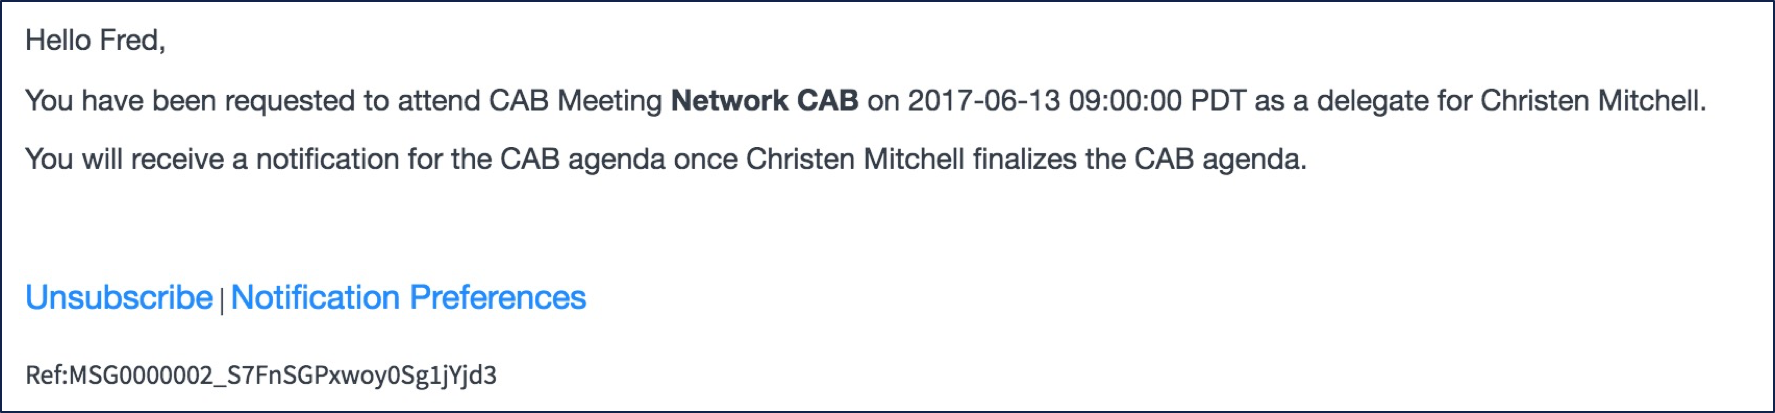 Hello Fred,
You have been requested to attend CAB Meeting Network CAB on 2017-06-13 09:00:00 PDT as a delegate for Christen Mitchell.
You will receive a notification for the CAB agenda once Christen Mitchell finalizes the CAB agenda.
Unsubscribe | Notification Preferences
Ref:MSG0000002_S7FnSGPxwoy0Sg1jYjd3